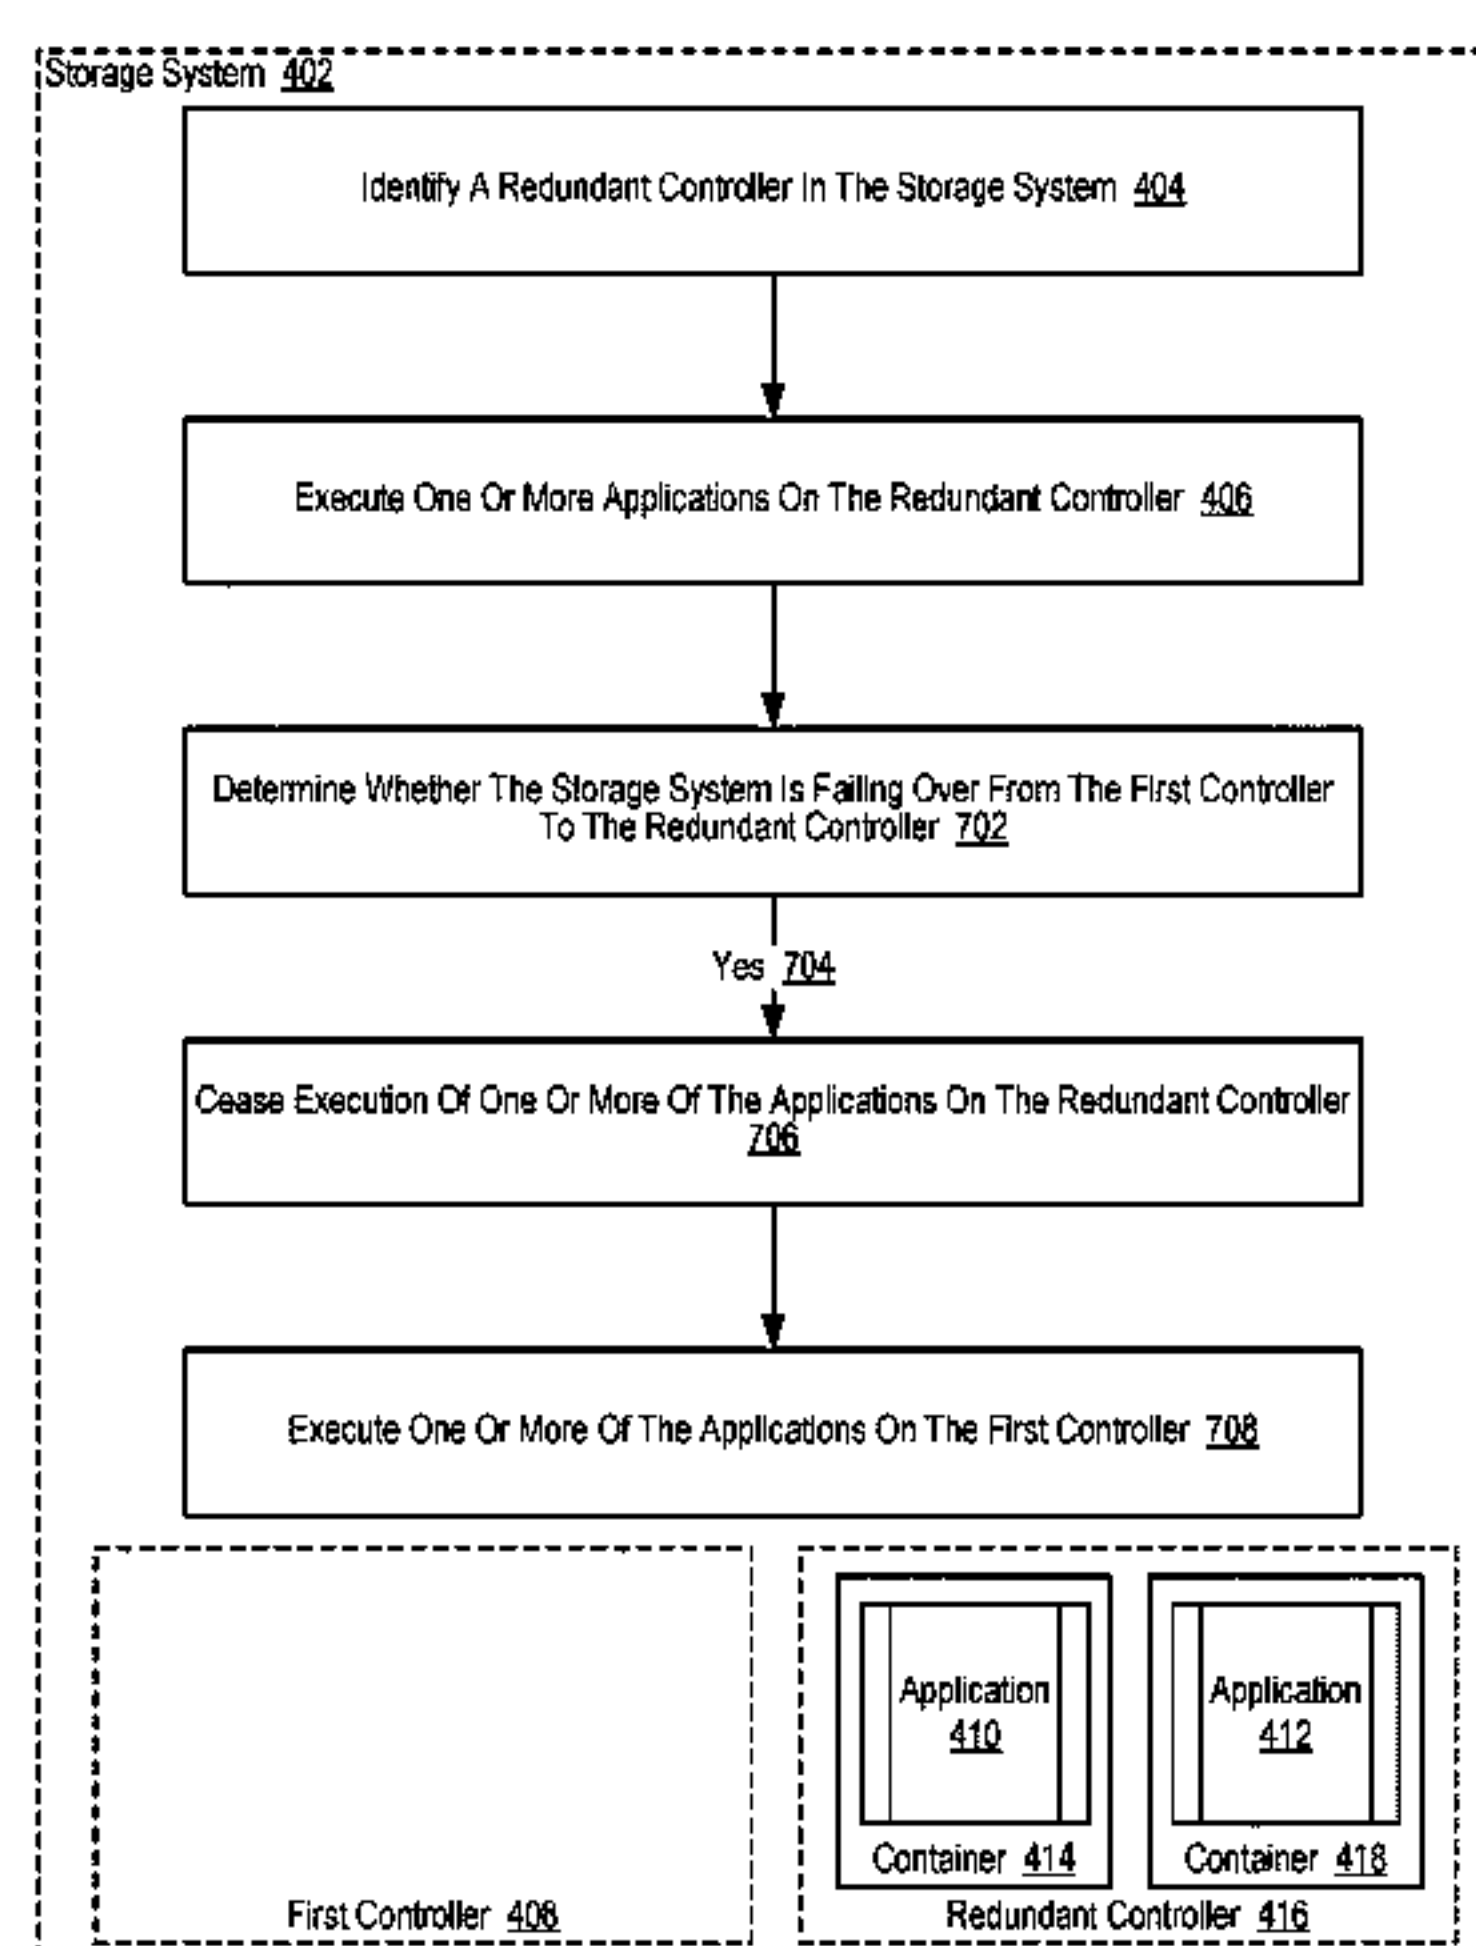 Storage System 402
Identify A Redundant Controller In The Storage System 404
Execute One Or More Applications On The Redundant Controller 406
Determine Whether The Storage System Is Failing Over From The First Controller
To The Redundant Controller 702
Yes 704
Cease Execution Of One Or More Of The Applications On The Redundant Controller
706
Execute One Or More Of The Applications On The First Controller 708
Application
410
Container 414
Application
412
Container 418
First Controller 408
Redundant Controller 416